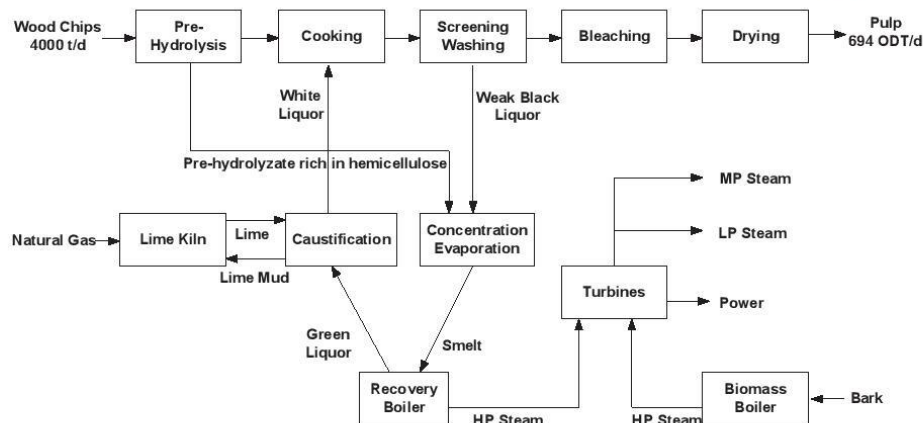 Wood Chips
4000 t/d
Pre-
Hydrolysis
Cooking
Screening
Washing
Bleaching
Drying
Pulp
694 ODT/d
White
Liquor
Weak Black
Liquor
Pre-hydrolyzate rich in hemicellulose
MP Steam
LP Steam
Natural Gas
Lime Kiln
Lime
Lime Mud
Caustification
Concentration
Evaporation
Turbines
Power
Green
Liquor
Smelt
Recovery
Boiler
HP Steam
HP Steam
Biomass
Boiler
Bark